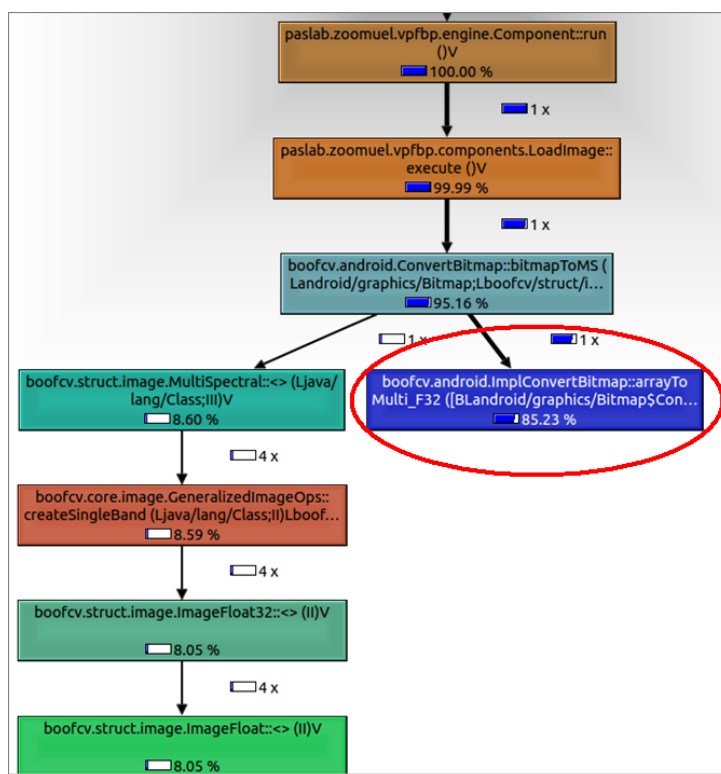 paslab.zoomuel.vpfbp.engine.Component::run
()V
100.00 %
1 x
paslab.zoomuel.vpfbp.components.LoadImage::
execute ()V
99.99 %
1 x
boofcv.android.ConvertBitmap::bitmapToMS (
Landroid/graphics/Bitmap;Lboofcv/struct/i...
95.16 %
1 x
1 x
boofcv.struct.image.MultiSpectral::<> (Ljava/
lang/Class;III)V
8.60 %
boofcv.android.ImplConvertBitmap::arrayTo
Multi_F32 ([BLandroid/graphics/Bitmap$Con...
85.23 %
4 x
boofcv.core.image.GeneralizedImageOps::
createSingleBand (Ljava/lang/Class;II)Lboof...
8.59 %
4 x
boofcv.struct.image.ImageFloat32::<> (II)V
8.05 %
4 x
boofcv.struct.image.ImageFloat::<> (II)V
8.05 %